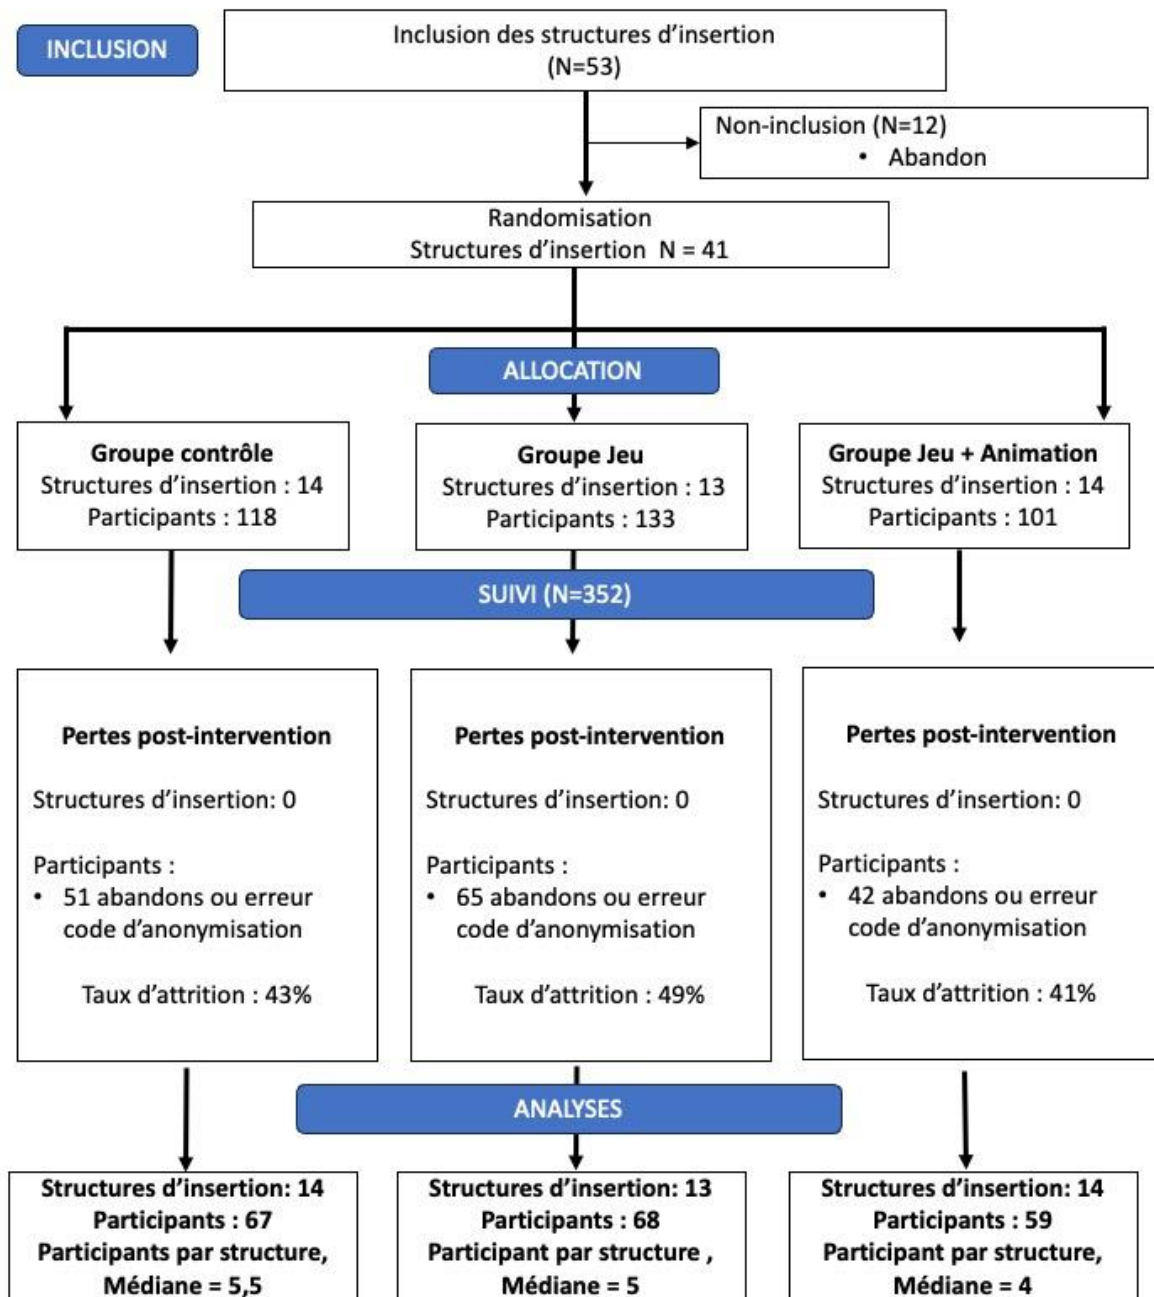 INCLUSION
Inclusion des structures d’insertion
(N=53)
Non-inclusion (N=12)
• Abandon
Randomisation
Structures d’insertion N = 41
ALLOCATION
Groupe contrôle
Structures d’insertion : 14
Participants : 118
Groupe Jeu
Structures d’insertion : 13
Participants : 133
Groupe Jeu + Animation
Structures d’insertion : 14
Participants : 101
SUIVI (N=352)
Pertes post-intervention
Structures d’insertion: 0
Participants :
• 51 abandons ou erreur
code d’anonymisation
Taux d’attrition : 43%
Pertes post-intervention
Structures d’insertion: 0
Participants :
• 65 abandons ou erreur
code d’anonymisation
Taux d’attrition : 49%
Pertes post-intervention
Structures d’insertion: 0
Participants :
• 42 abandons ou erreur
code d’anonymisation
Taux d’attrition : 41%
ANALYSES
Structures d’insertion: 14
Participants : 67
Participants par structure,
Médiane = 5,5
Structures d’insertion: 13
Participants : 68
Participant par structure ,
Médiane = 5
Structures d’insertion: 14
Participants : 59
Participant par structure,
Médiane = 4